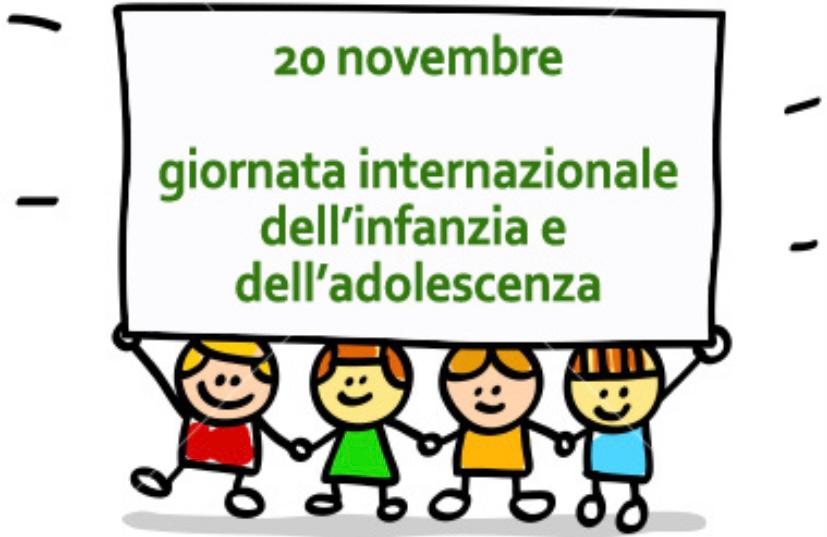 20 novembre
giornata internazionale
dell'infanzia e
dell'adolescenza